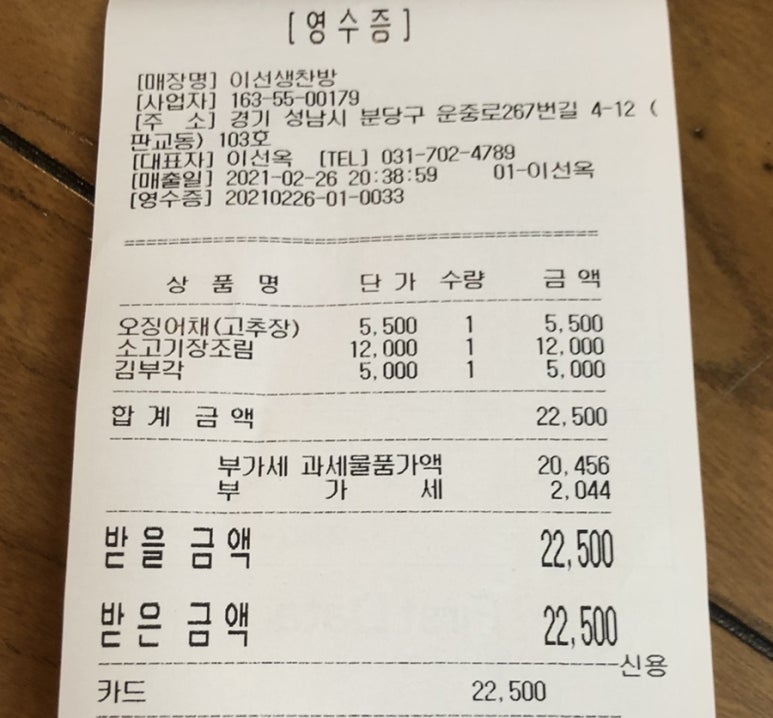 [영수증]
[매장명] 이선생찬방
[사업자] 163-55-00179
[주 소] 경기 성남시 분당구 운중로267번길 4-12 (
판교동) 103호
[대표자] 이선옥 [TEL] 031-702-4789
[매출일] 2021-02-26 20:38:59 01-이선옥
[영수증] 20210226-01-0033
상 품 명 단 가 수량 금 액
오징어채(고추장) 5,500 1 5,500
소고기장조림 12,000 1 12,000
김부각 5,000 1 5,000
합 계 금 액 22,500
부가세 과세물품가액 20,456
부 가 세 2,044
받을 금액 22,500
받은 금액 22,500
신용
카드 22,500